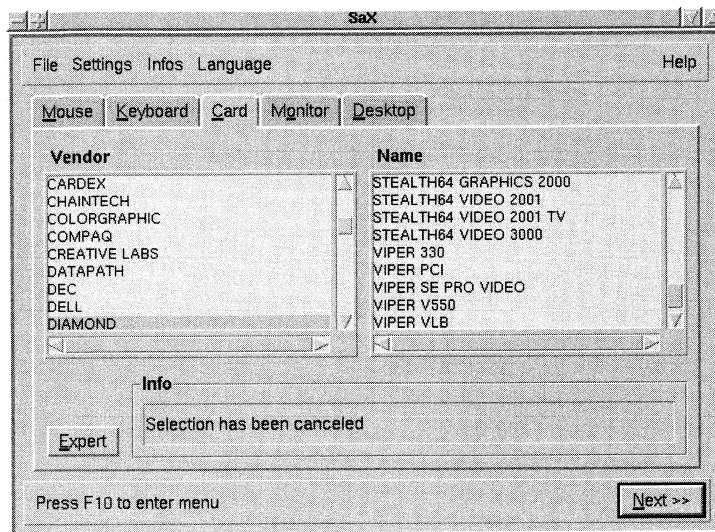 SaX
File Settings Infos Language Help
Mouse Keyboard Card Monitor Desktop
Vendor
CARDEX
CHAINTECH
COLORGRAPHIC
COMPAQ
CREATIVE LABS
DATAPATH
DEC
DELL
DIAMOND
Name
STEALTH64 GRAPHICS 2000
STEALTH64 VIDEO 2001
STEALTH64 VIDEO 2001 TV
STEALTH64 VIDEO 3000
VIPER 330
VIPER PCI
VIPER SE PRO VIDEO
VIPER V550
VIPER VLB
Info
Selection has been canceled
Expert
Press F10 to enter menu
Next >>